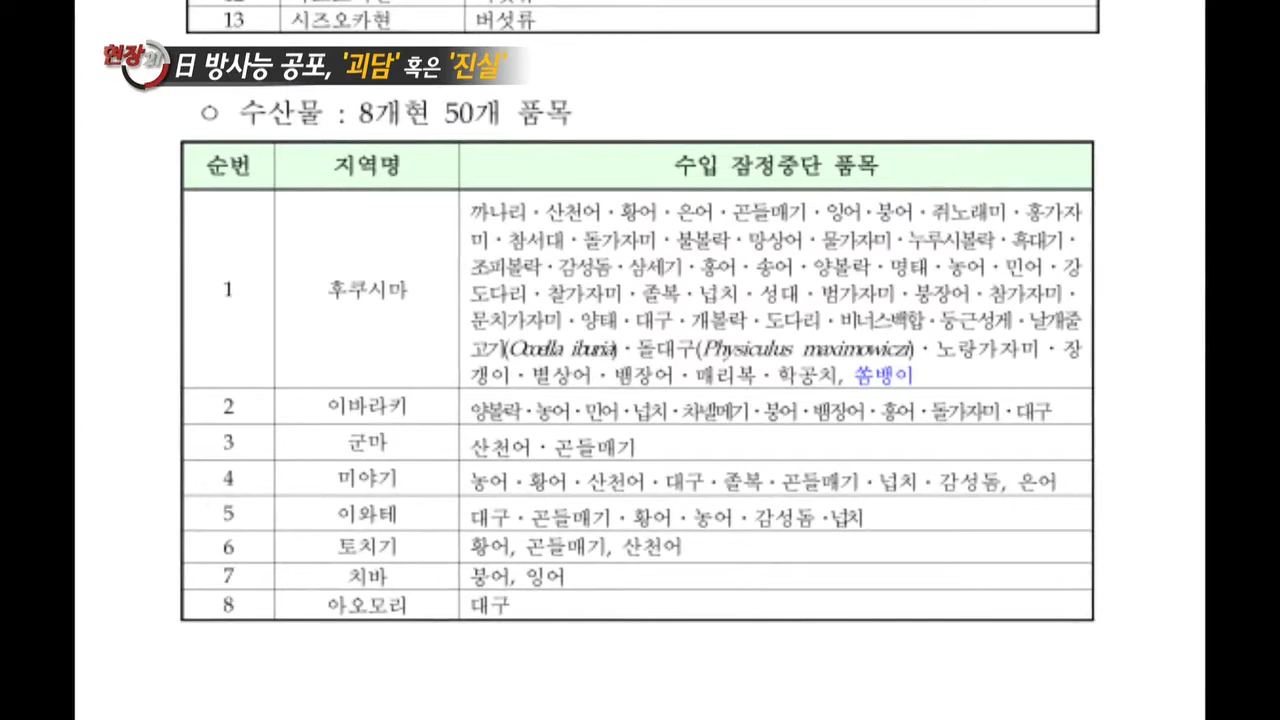 13 시즈오카현 버섯류
현장 日 방사능 공포, '괴담' 혹은 '진실'
○ 수산물 : 8개현 50개 품목
순번 지역명 수입 잠정중단 품목
1 후쿠시마
까나리·산천어·황어·은어·곤들매기·잉어·붕어·쥐노래미·홍가자
미·참서대·돌가자미·불볼락·망상어·물가자미·누루시볼락·흑대기·
조피볼락·감성돔·삼세기·홍어·송어·양볼락·명태·농어·민어·강
도다리·찰가자미·졸복·넙치·성대·범가자미·붕장어·참가자미·
문치가자미·양태·대구·개볼락·도다리·비너스백합·둥근성게·날개줄
고기(Occella iburia)·돌대구(Physiculus maximowiczi)·노랑가자미·장
갱이·별상어·뱀장어·매리복·학공치, 쏨뱅이
2 이바라키 양볼락·농어·민어·넙치·차넬메기·붕어·뱀장어·홍어·돌가자미·대구
3 군마 산천어·곤들매기
4 미야기 농어·황어·산천어·대구·졸복·곤들매기·넙치·감성돔, 은어
5 이와테 대구·곤들매기·황어·농어·감성돔·넙치
6 토치기 황어, 곤들매기, 산천어
7 치바 붕어, 잉어
8 아오모리 대구